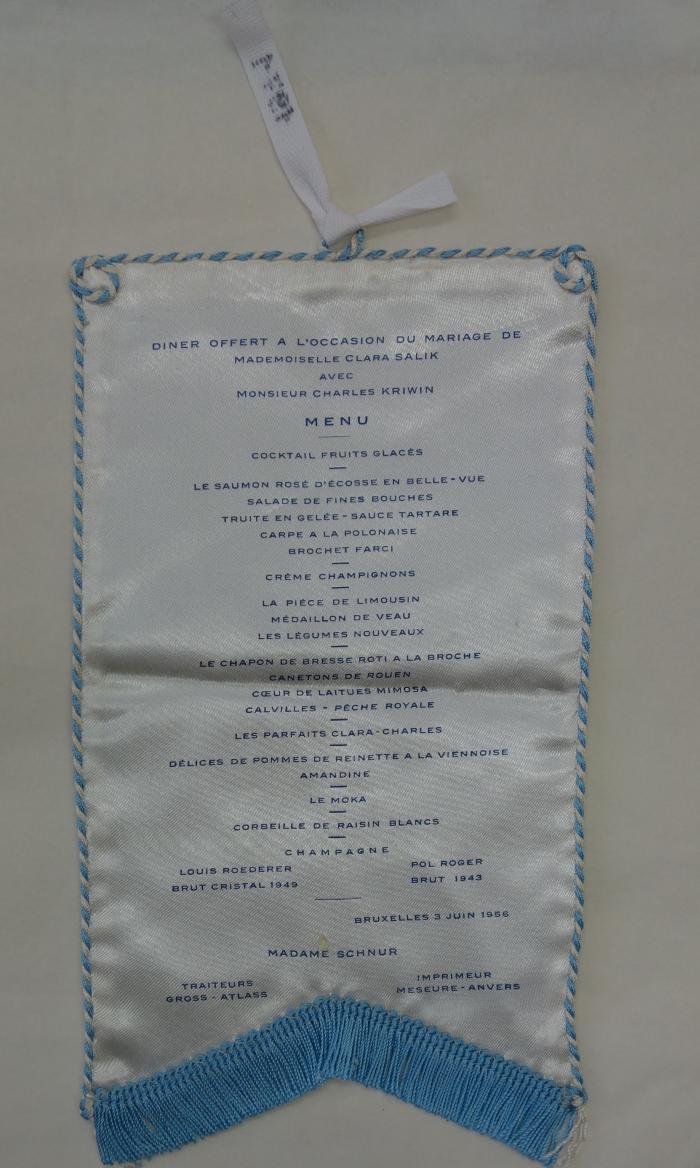 DINER OFFERT A L'OCCASION DU MARIAGE DE
MADEMOISELLE CLARA SALIK
AVEC
MONSIEUR CHARLES KRIWIN
MENU
COCKTAIL FRUITS GLACÉS
LE SAUMON ROSÉ D'ÉCOSSE EN BELLE-VUE
SALADE DE FINES BOUCHES
TRUITE EN GELÉE - SAUCE TARTARE
CARPE A LA POLONAISE
BROCHET FARCI
CRÈME CHAMPIGNONS
LA PIÈCE DE LIMOUSIN
MÉDAILLON DE VEAU
LES LÉGUMES NOUVEAUX
LE CHAPON DE BRESSE ROTI A LA BROCHE
CANETONS DE ROUEN
CŒUR DE LAITUES MIMOSA
CALVILLES - PÊCHE ROYALE
LES PARFAITS CLARA-CHARLES
DÉLICES DE POMMES DE REINETTE A LA VIENNOISE
AMANDINE
LE MOKA
CORBEILLE DE RAISIN BLANCS
CHAMPAGNE
LOUIS ROEDERER
BRUT CRISTAL 1949
POL ROGER
BRUT 1943
BRUXELLES 3 JUIN 1956
MADAME SCHNUR
TRAITEURS
GROSS - ATLASS
IMPRIMEUR
MESEURE - ANVERS